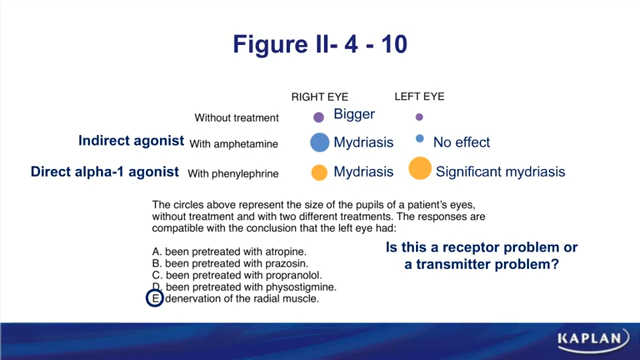 Figure II- 4 - 10
RIGHT EYE LEFT EYE
Without treatment Bigger
Indirect agonist With amphetamine Mydriasis No effect
Direct alpha-1 agonist With phenylephrine Mydriasis Significant mydriasis
The circles above represent the size of the pupils of a patient's eyes,
without treatment and with two different treatments. The responses are
compatible with the conclusion that the left eye had:
A. been pretreated with atropine.
B. been pretreated with prazosin.
C. been pretreated with propranolol.
D. been pretreated with physostigmine.
E. denervation of the radial muscle.
Is this a receptor problem or
a transmitter problem?
KAPLAN